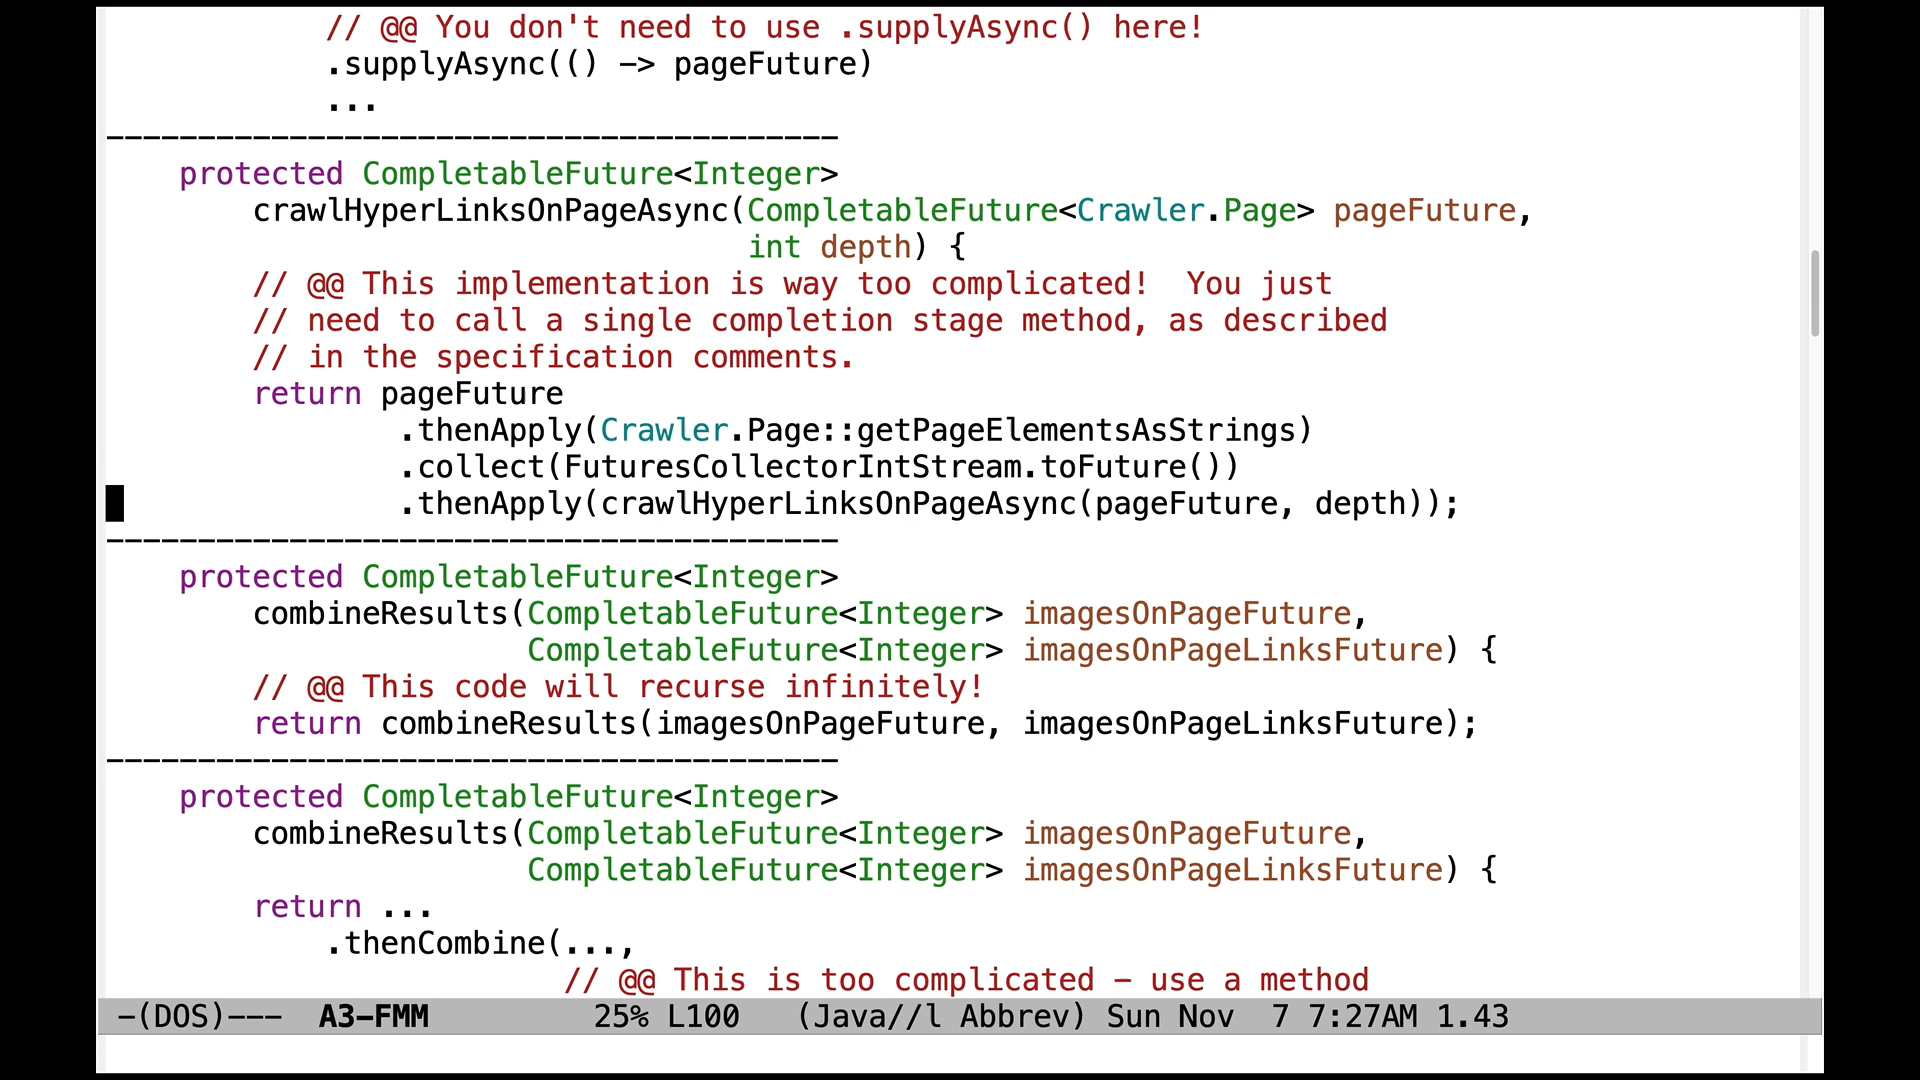 // @@ You don't need to use .supplyAsync() here!
.supplyAsync(() -> pageFuture)
...
----------------------------------------
protected CompletableFuture<Integer>
crawlHyperLinksOnPageAsync(CompletableFuture<Crawler.Page> pageFuture,
int depth) {
// @@ This implementation is way too complicated!  You just
// need to call a single completion stage method, as described
// in the specification comments.
return pageFuture
.thenApply(Crawler.Page::getPageElementsAsStrings)
.collect(FuturesCollectorIntStream.toFuture())
.thenApply(crawlHyperLinksOnPageAsync(pageFuture, depth));
----------------------------------------
protected CompletableFuture<Integer>
combineResults(CompletableFuture<Integer> imagesOnPageFuture,
CompletableFuture<Integer> imagesOnPageLinksFuture) {
// @@ This code will recurse infinitely!
return combineResults(imagesOnPageFuture, imagesOnPageLinksFuture);
----------------------------------------
protected CompletableFuture<Integer>
combineResults(CompletableFuture<Integer> imagesOnPageFuture,
CompletableFuture<Integer> imagesOnPageLinksFuture) {
return ...
.thenCombine(...,
// @@ This is too complicated - use a method
-(DOS)---  A3-FMM         25% L100   (Java//l Abbrev) Sun Nov  7 7:27AM 1.43